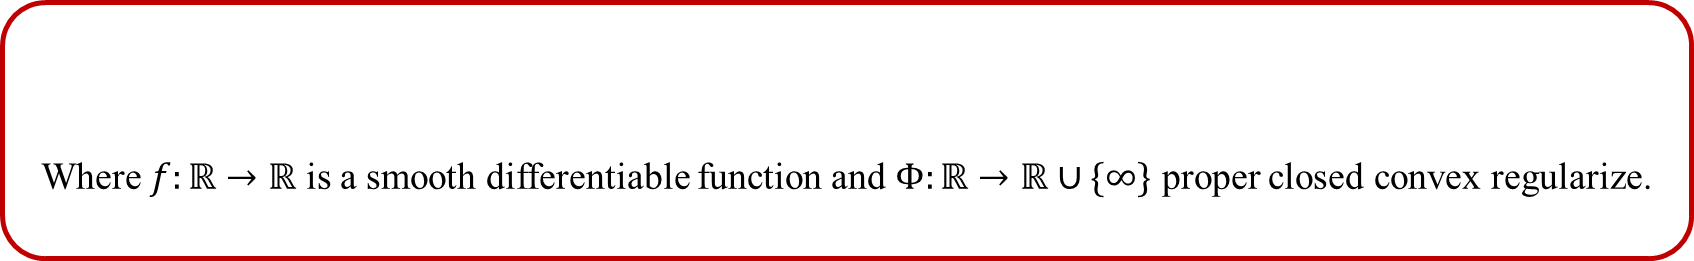 Where f: ℝ → ℝ is a smooth differentiable function and Φ: ℝ → ℝ ∪ {∞} proper closed convex regularize.